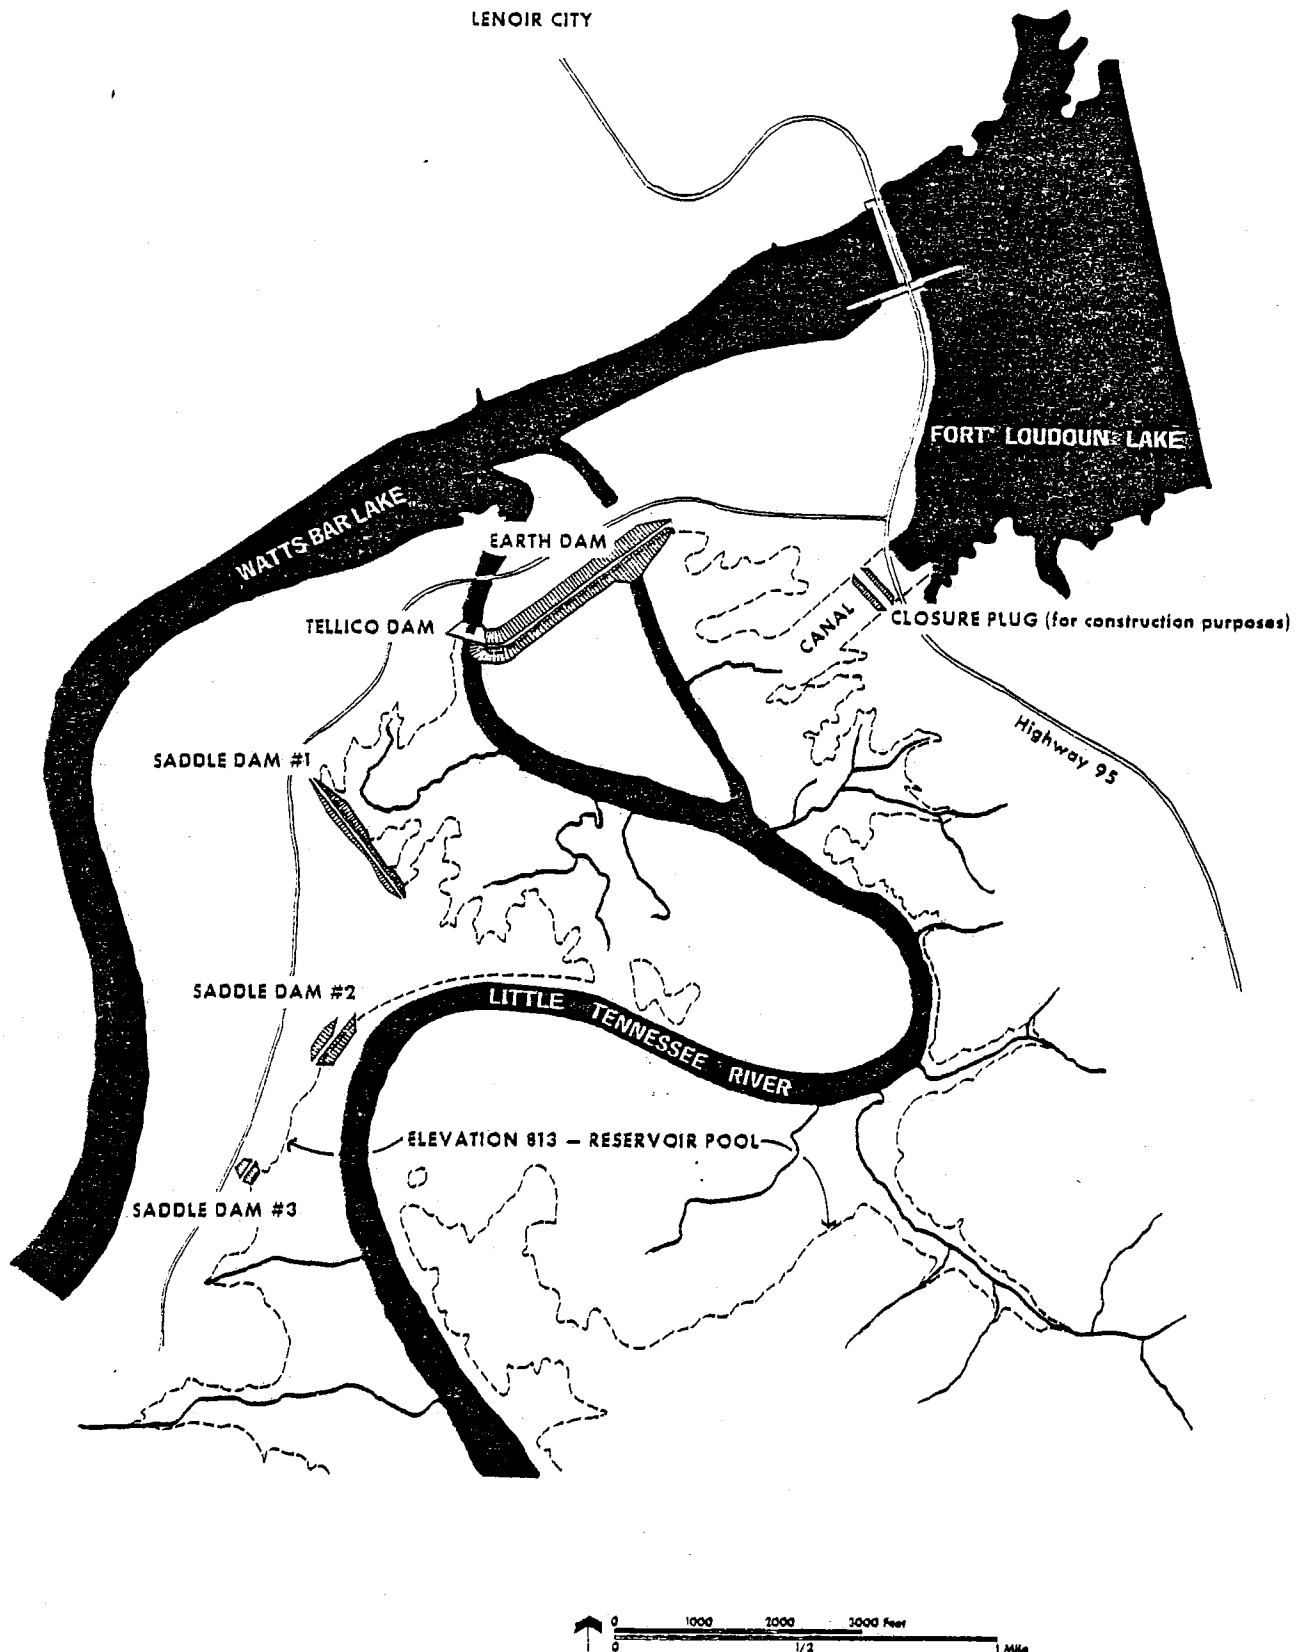 LENOIR CITY
FORT LOUDOUN LAKE
WATTS BAR LAKE
EARTH DAM
TELLICO DAM
CANAL
CLOSURE PLUG (for construction purposes)
Highway 95
SADDLE DAM #1
SADDLE DAM #2
LITTLE TENNESSEE RIVER
ELEVATION 813 – RESERVOIR POOL
SADDLE DAM #3
0 1000 2000 3000 Feet
0 1/2 1 Mile